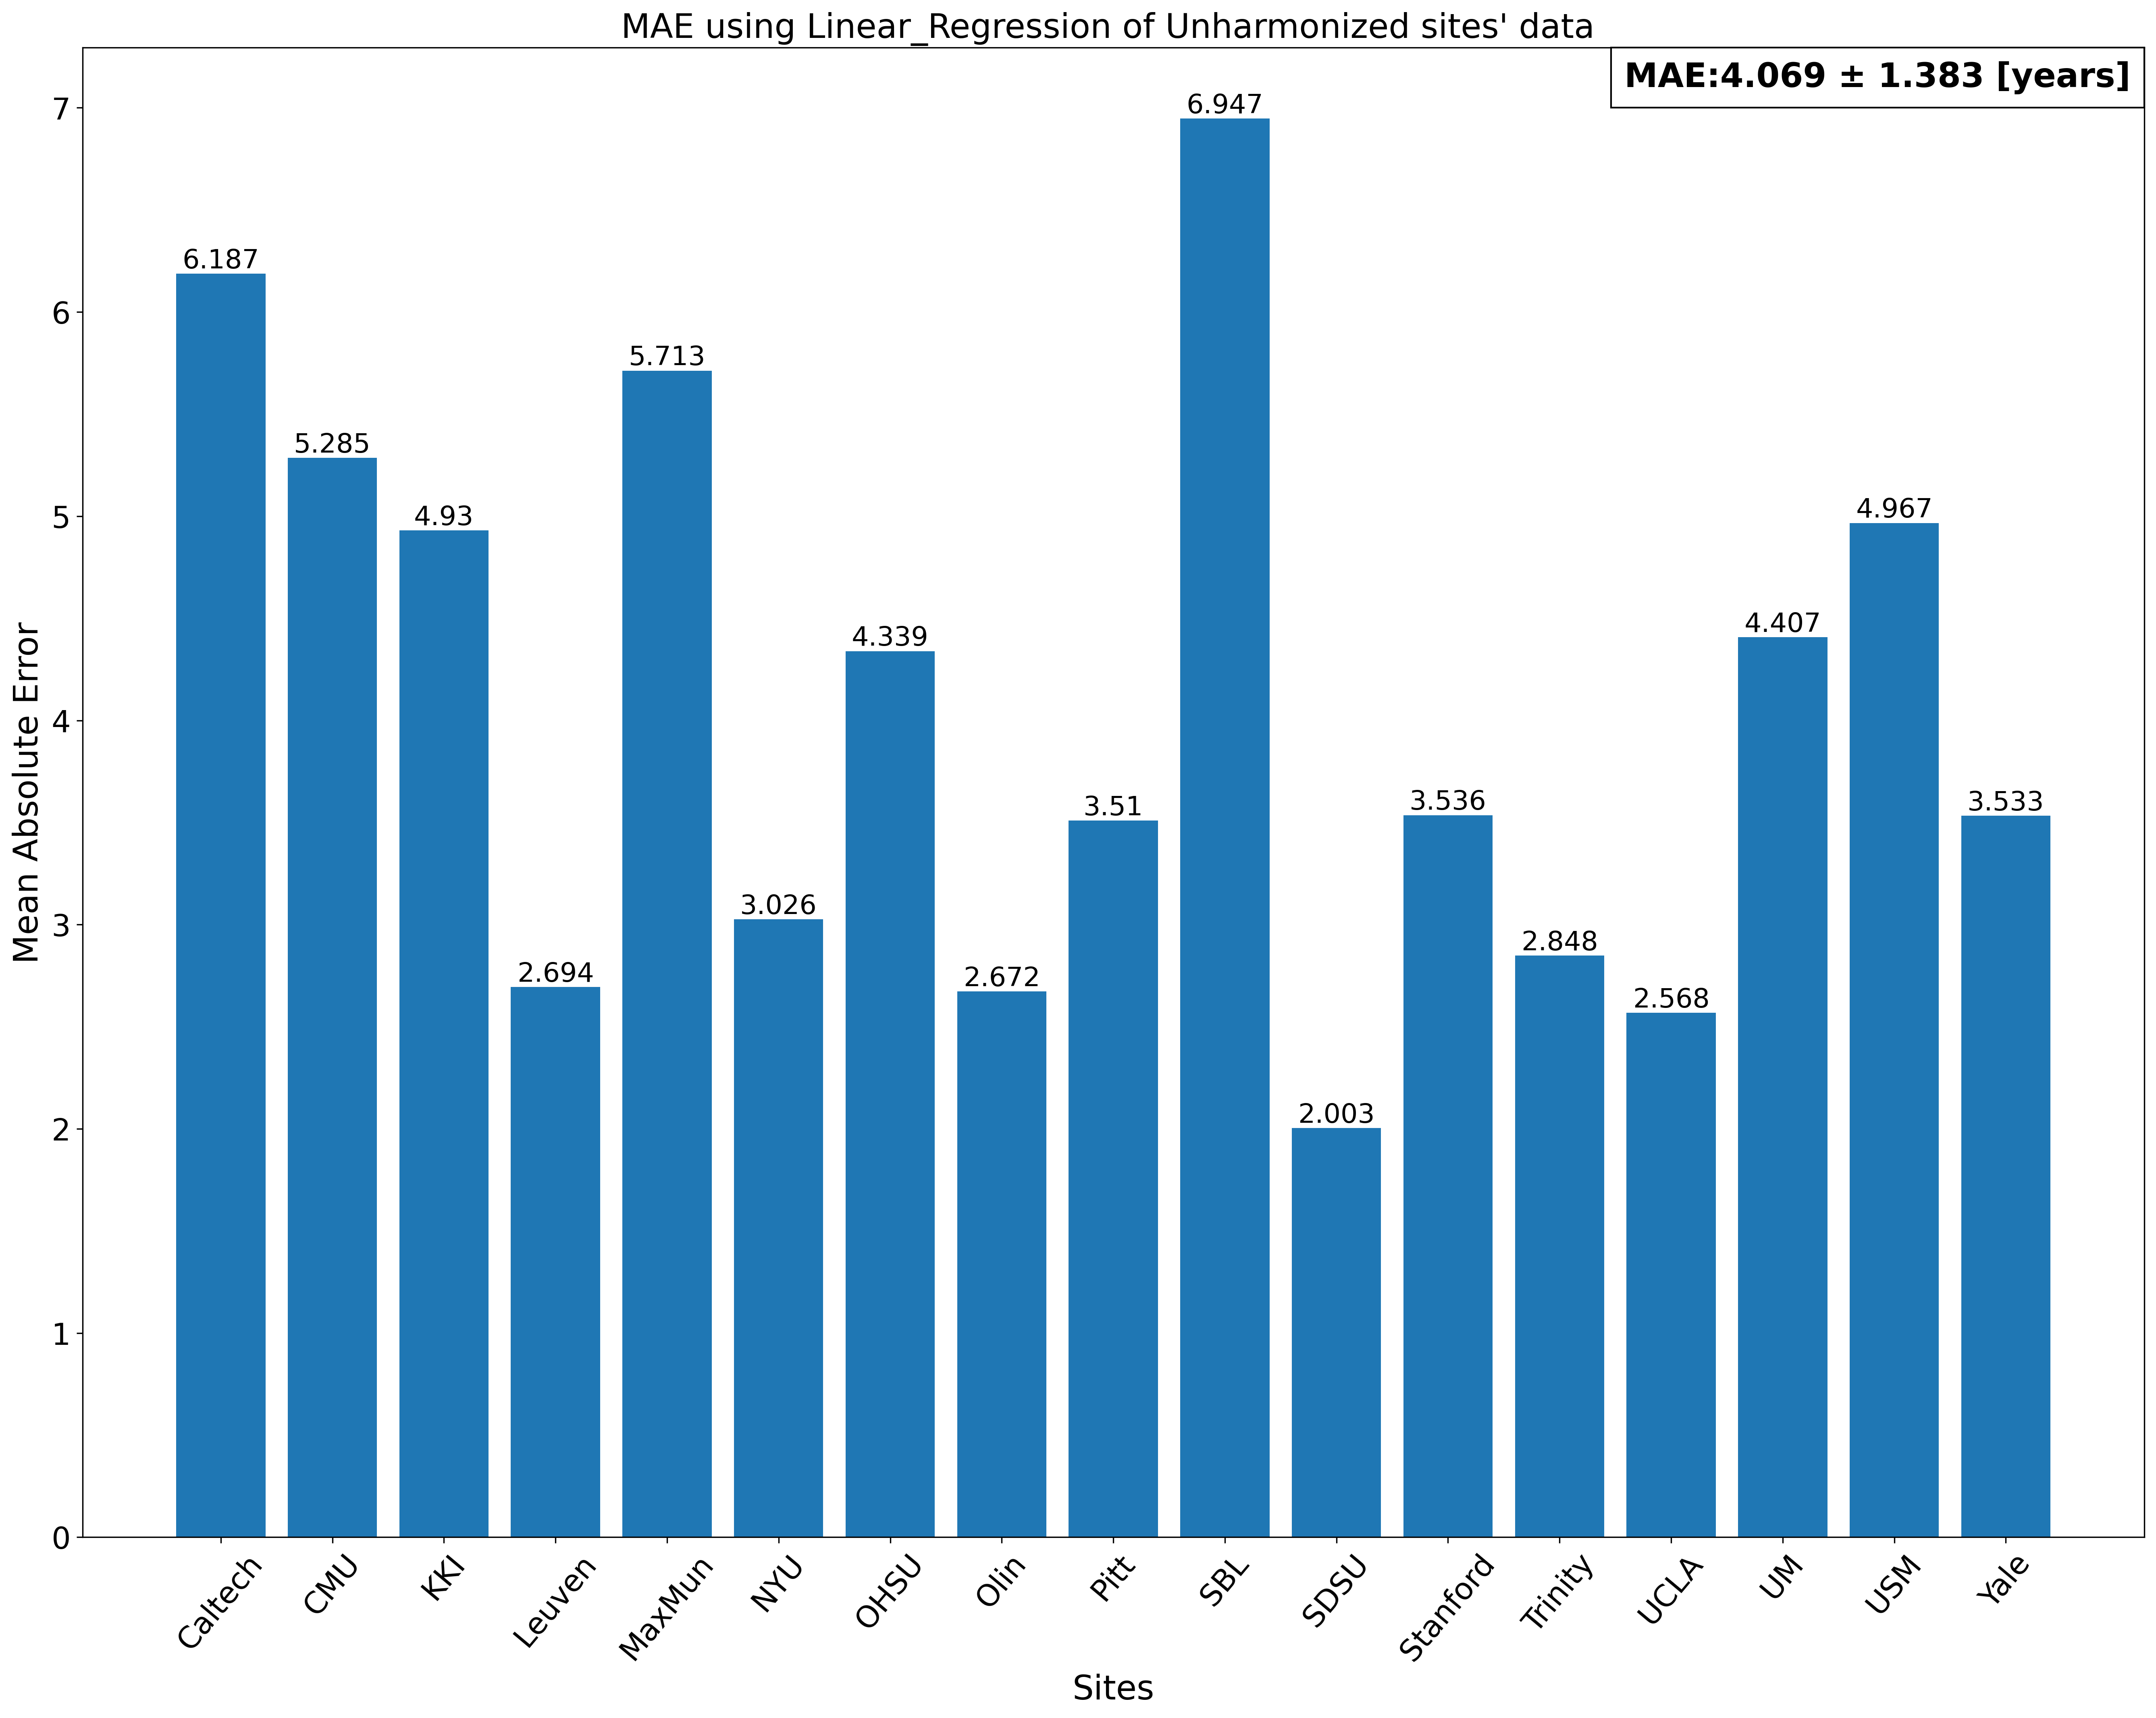 MAE using Linear_Regression of Unharmonized sites' data
MAE:4.069 ± 1.383 [years]
Mean Absolute Error
7
6
5
4
3
2
1
0
6.187
5.285
4.93
2.694
5.713
3.026
4.339
2.672
3.51
6.947
2.003
3.536
2.848
2.568
4.407
4.967
3.533
Caltech
CMU
KKI
Leuven
MaxMun
NYU
OHSU
Olin
Pitt
SBL
SDSU
Stanford
Trinity
UCLA
UM
USM
Yale
Sites